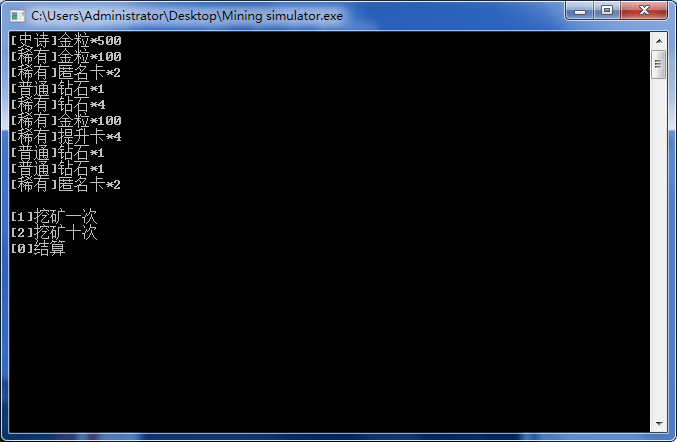 C:\Users\Administrator\Desktop\Mining simulator.exe
[史诗]金粒*500
[稀有]金粒*100
[稀有]匿名卡*2
[普通]钻石*1
[稀有]钻石*4
[稀有]金粒*100
[稀有]提升卡*4
[普通]钻石*1
[普通]钻石*1
[稀有]匿名卡*2
[1]挖矿一次
[2]挖矿十次
[0]结算